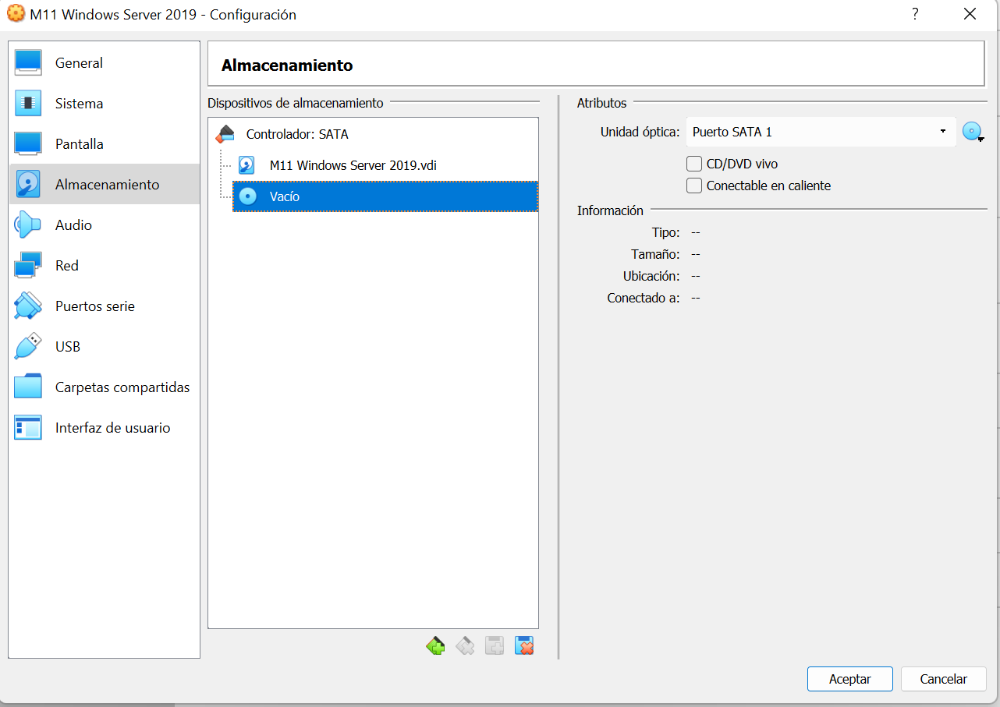 M11 Windows Server 2019 - Configuración
?
General
Sistema
Pantalla
Almacenamiento
Audio
Red
Puertos serie
USB
Carpetas compartidas
Interfaz de usuario
Almacenamiento
Dispositivos de almacenamiento
Controlador: SATA
M11 Windows Server 2019.vdi
Vacío
Atributos
Unidad óptica: Puerto SATA 1
CD/DVD vivo
Conectable en caliente
Información
Tipo: --
Tamaño: --
Ubicación: --
Conectado a: --
Aceptar
Cancelar